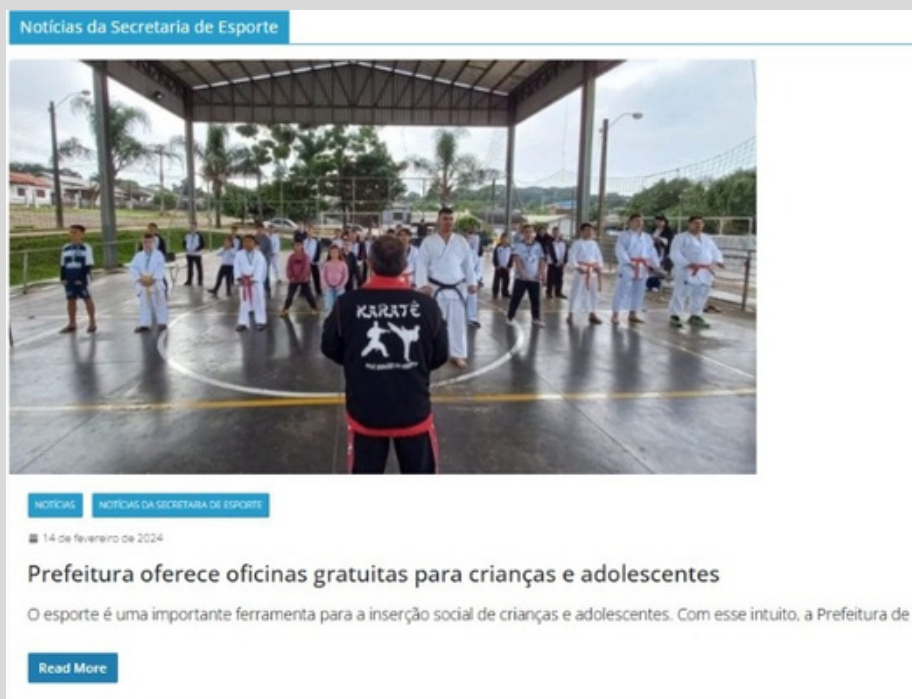 Notícias da Secretaria de Esporte
KARATÊ
NOTÍCIAS
NOTÍCIAS DA SECRETARIA DE ESPORTE
14 de fevereiro de 2024
Prefeitura oferece oficinas gratuitas para crianças e adolescentes
O esporte é uma importante ferramenta para a inserção social de crianças e adolescentes. Com esse intuito, a Prefeitura de
Read More